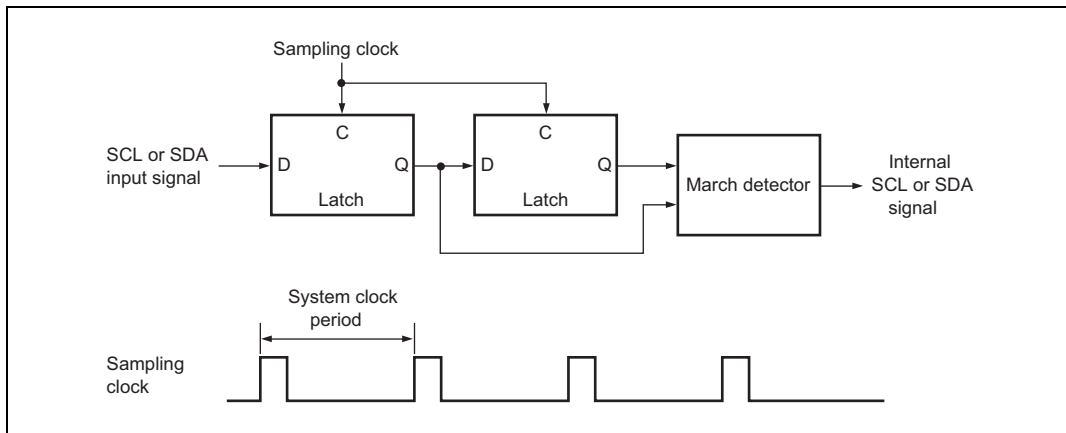 Sampling clock
SCL or SDA
input signal
D
C
Q
Latch
D
C
Q
Latch
March detector
Internal
SCL or SDA
signal
System clock
period
Sampling
clock